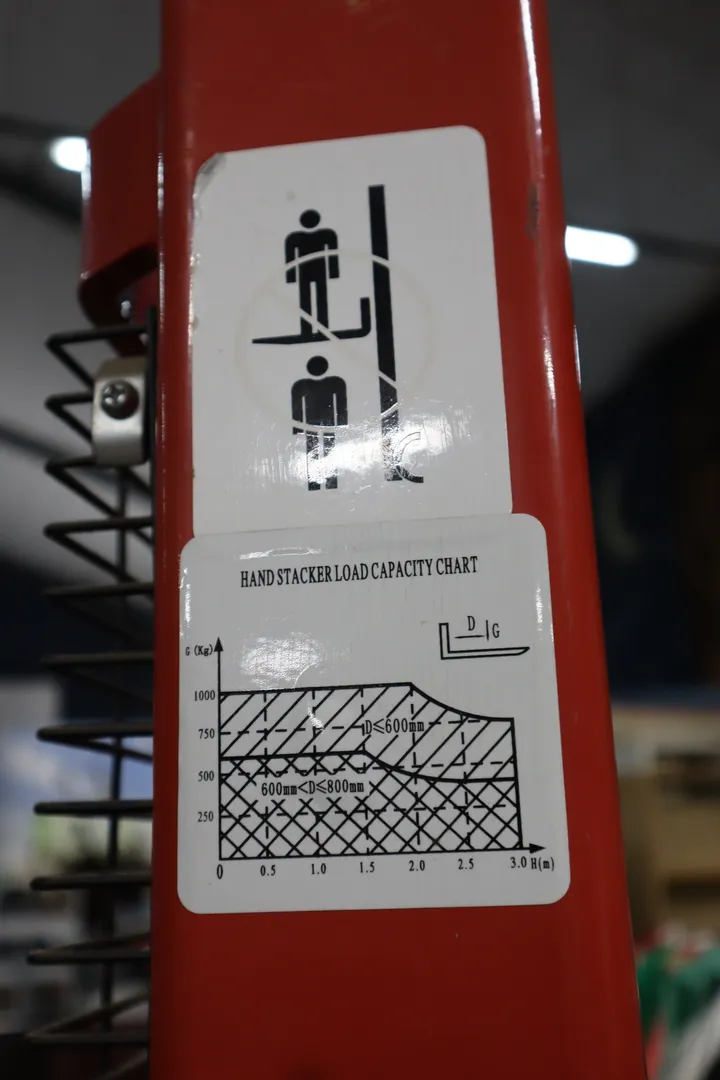 HAND STACKER LOAD CAPACITY CHART
D G
G (Kg)
1000
D≤600mm
750
500
600mm<D≤800mm
250
0 0.5 1.0 1.5 2.0 2.5 3.0 H(m)